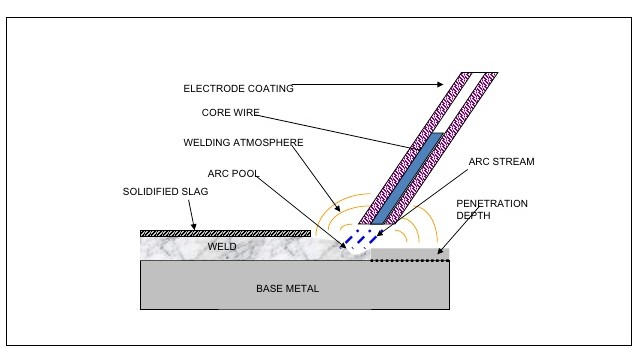 ELECTRODE COATING
CORE WIRE
WELDING ATMOSPHERE
ARC STREAM
ARC POOL
SOLIDIFIED SLAG
PENETRATION
DEPTH
WELD
BASE METAL